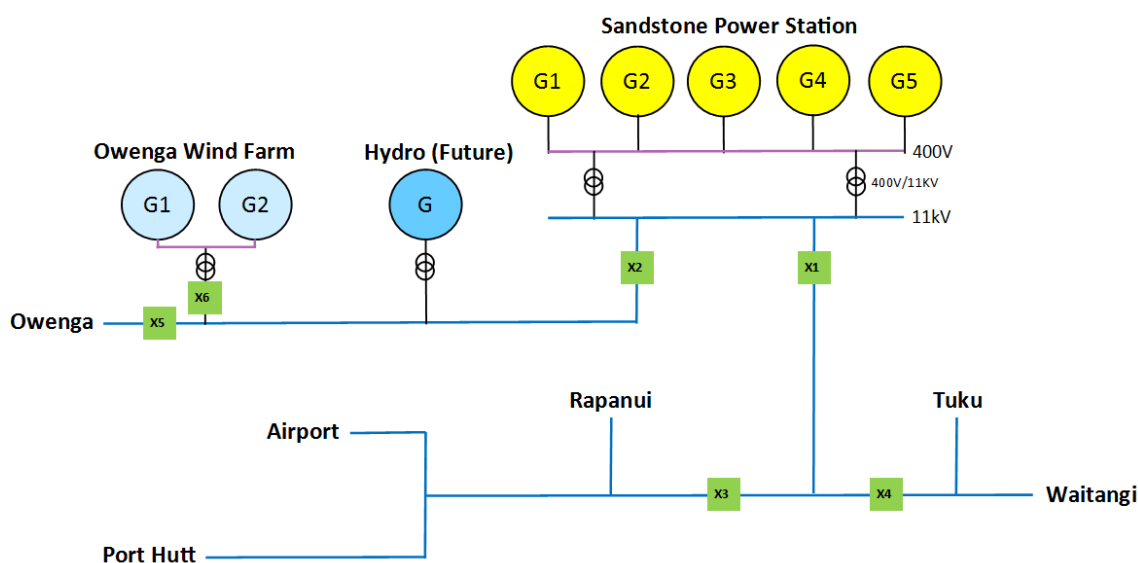 Sandstone Power Station
G1
G2
G3
G4
G5
400V
400V/11KV
11kV
Owenga Wind Farm
Hydro (Future)
G1
G2
G
X2
X1
X6
X5
Owenga
Rapanui
Tuku
Airport
X3
X4
Waitangi
Port Hutt